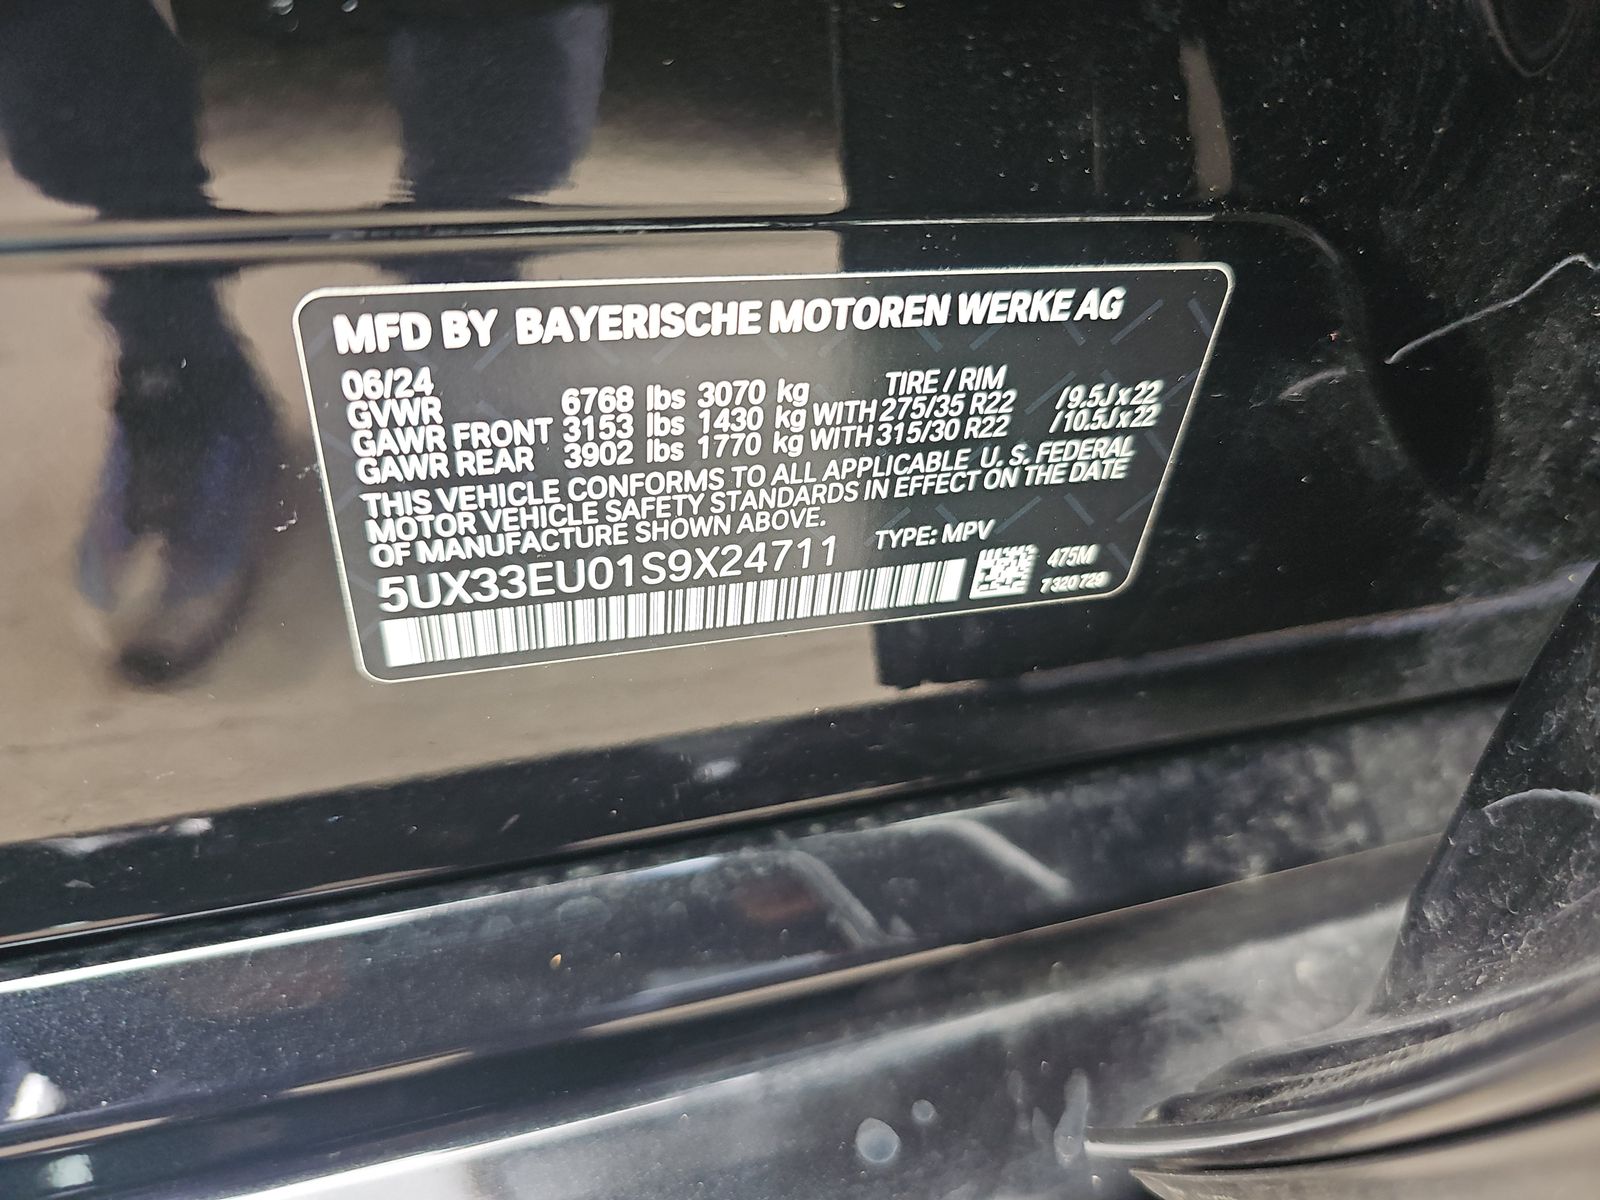 MFD BY BAYERISCHE MOTOREN WERKE AG
06/24 TIRE / RIM
GVWR 6768 lbs 3070 kg
GAWR FRONT 3153 lbs 1430 kg WITH 275/35 R22 /9.5Jx22
GAWR REAR 3902 lbs 1770 kg WITH 315/30 R22 /10.5Jx22
THIS VEHICLE CONFORMS TO ALL APPLICABLE U.S. FEDERAL
MOTOR VEHICLE SAFETY STANDARDS IN EFFECT ON THE DATE
OF MANUFACTURE SHOWN ABOVE.
5UX33EU01S9X24711 TYPE: MPV
475M
7 320 729